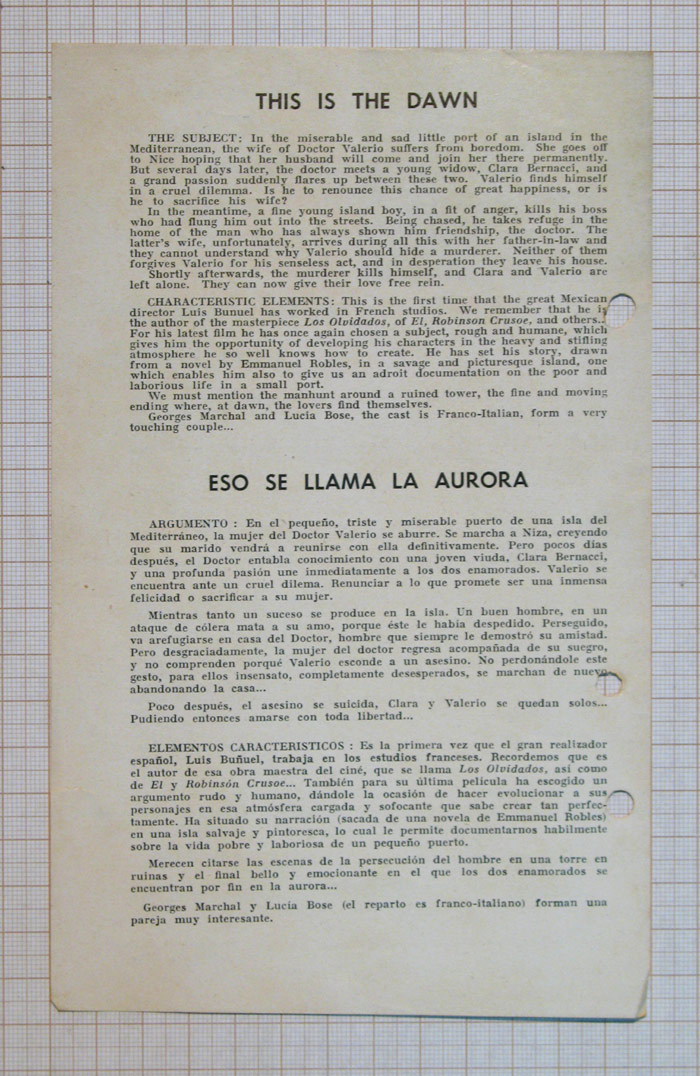 THIS IS THE DAWN
THE SUBJECT: In the miserable and sad little port of an island in the
Mediterranean, the wife of Doctor Valerio suffers from boredom. She goes off
to Nice hoping that her husband will come and join her there permanently.
But several days later, the doctor meets a young widow, Clara Bernacci, and
a grand passion suddenly flares up between these two. Valerio finds himself
in a cruel dilemma. Is he to renounce this chance of great happiness, or is
he to sacrifice his wife?
In the meantime, a fine young island boy, in a fit of anger, kills his boss
who had flung him out into the streets. Being chased, he takes refuge in the
home of the man who has always shown him friendship, the doctor. The
latter's wife, unfortunately, arrives during all this with her father-in-law and
they cannot understand why Valerio should hide a murderer. Neither of them
forgives Valerio for his senseless act, and in desperation they leave his house.
Shortly afterwards, the murderer kills himself, and Clara and Valerio are
left alone. They can now give their love free rein.
CHARACTERISTIC ELEMENTS: This is the first time that the great Mexican
director Luis Bunuel has worked in French studios. We remember that he is
the author of the masterpiece Los Olvidados, of El, Robinson Crusoe, and others..
For his latest film he has once again chosen a subject, rough and humane, which
gives him the opportunity of developing his characters in the heavy and stifling
atmosphere he so well knows how to create. He has set his story, drawn
from a novel by Emmanuel Robles, in a savage and picturesque island, one
which enables him also to give us an adroit documentation on the poor and
laborious life in a small port.
We must mention the manhunt around a ruined tower, the fine and moving
ending where, at dawn, the lovers find themselves.
Georges Marchal and Lucia Bose, the cast is Franco-Italian, form a very
touching couple...
ESO SE LLAMA LA AURORA
ARGUMENTO : En el pequeño, triste y miserable puerto de una isla del
Mediterráneo, la mujer del Doctor Valerio se aburre. Se marcha a Niza, creyendo
que su marido vendrá a reunirse con ella definitivamente. Pero pocos días
después, el Doctor entabla conocimiento con una joven viuda, Clara Bernacci,
y una profunda pasión une inmediatamente a los dos enamorados. Valerio se
encuentra ante un cruel dilema. Renunciar a lo que promete ser una inmensa
felicidad o sacrificar a su mujer.
Mientras tanto un suceso se produce en la isla. Un buen hombre, en un
ataque de cólera mata a su amo, porque éste le había despedido. Perseguido,
va arefugiarse en casa del Doctor, hombre que siempre le demostró su amistad.
Pero desgraciadamente, la mujer del doctor regresa acompañada de su suegro,
y no comprenden porqué Valerio esconde a un asesino. No perdonándole este
gesto, para ellos insensato, completamente desesperados, se marchan de nuevo
abandonando la casa...
Poco después, el asesino se suicida, Clara y Valerio se quedan solos...
Pudiendo entonces amarse con toda libertad...
ELEMENTOS CARACTERISTICOS : Es la primera vez que el gran realizador
español, Luis Buñuel, trabaja en los estudios franceses. Recordemos que es
el autor de esa obra maestra del ciné, que se llama Los Olvidados, así como
de El y Robinsón Crusoe... También para su última película ha escogido un
argumento rudo y humano, dándole la ocasión de hacer evolucionar a sus
personajes en esa atmósfera cargada y sofocante que sabe crear tan perfec-
tamente. Ha situado su narración (sacada de una novela de Emmanuel Robles)
en una isla salvaje y pintoresca, lo cual le permite documentarnos habilmente
sobre la vida pobre y laboriosa de un pequeño puerto.
Merecen citarse las escenas de la persecución del hombre en una torre en
ruinas y el final bello y emocionante en el que los dos enamorados se
encuentran por fin en la aurora...
Georges Marchal y Lucía Bose (el reparto es franco-italiano) forman una
pareja muy interesante.